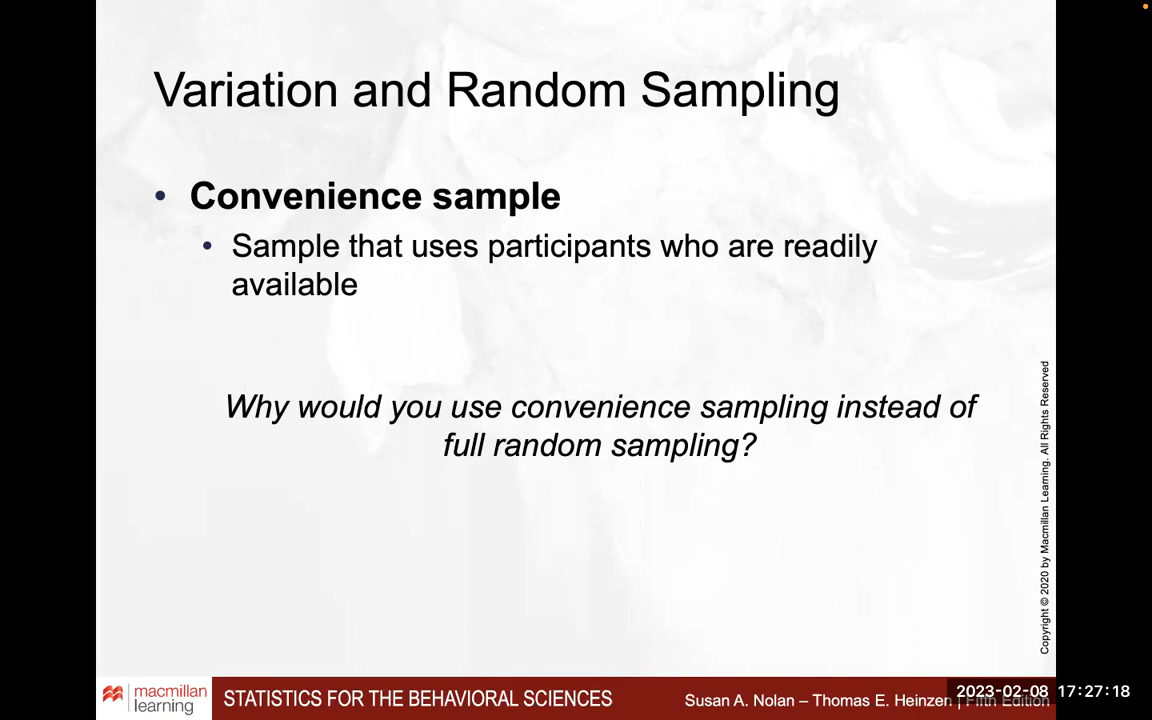 Variation and Random Sampling
• Convenience sample
• Sample that uses participants who are readily
available
Why would you use convenience sampling instead of
full random sampling?
Copyright © 2020 by Macmillan Learning. All Rights Reserved
macmillan
learning
STATISTICS FOR THE BEHAVIORAL SCIENCES
Susan A. Nolan – Thomas E. Heinzen | Fifth Edition
2023-02-08 17:27:18